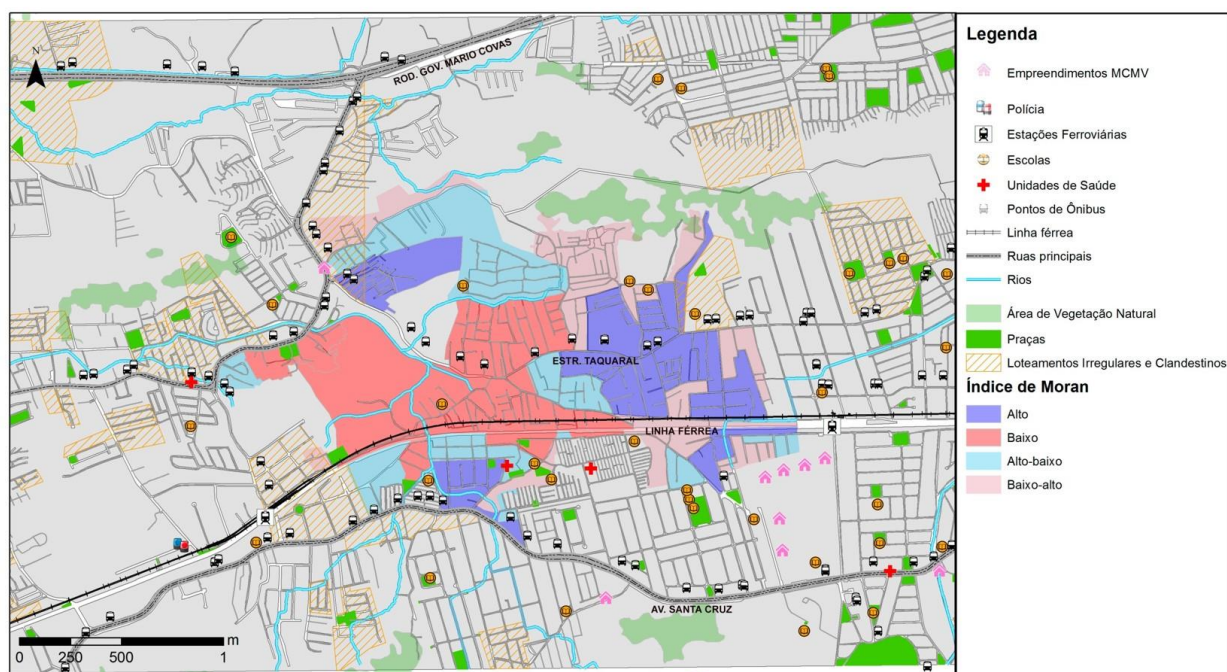 N
ROD. GOV. MARIO COVAS
ESTR. TAQUARAL
LINHA FÉRREA
AV. SANTA CRUZ
m
0 250 500 1
Legenda
Empreendimentos MCMV
Polícia
Estações Ferroviárias
Escolas
Unidades de Saúde
Pontos de Ônibus
Linha férrea
Ruas principais
Rios
Área de Vegetação Natural
Praças
Loteamentos Irregulares e Clandestinos
Índice de Moran
Alto
Baixo
Alto-baixo
Baixo-alto